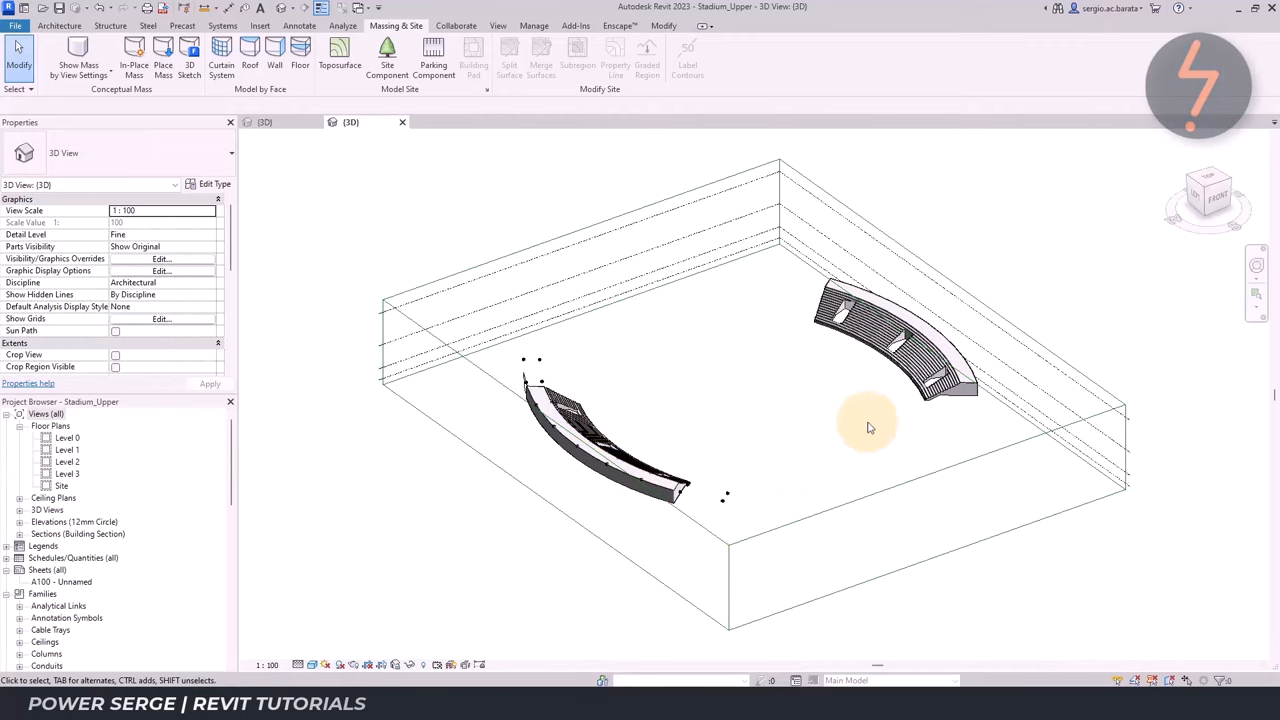 Autodesk Revit 2023 - Stadium_Upper - 3D View: {3D}
sergio.ac.barata
File Architecture Structure Steel Precast Systems Insert Annotate Analyze Massing & Site Collaborate View Manage Add-Ins Enscape™ Modify
Modify
Show Mass by View Settings
In-Place Mass
Place Mass
3D Sketch
Curtain System
Roof
Wall
Floor
Toposurface
Site Component
Parking Component
Building Pad
Split Surface
Merge Surfaces
Subregion
Property Line
Graded Region
Label Contours
Select
Conceptual Mass
Model by Face
Model Site
Modify Site
Properties
{3D}
{3D}
3D View
3D View: {3D}
Edit Type
Graphics
View Scale 1 : 100
Scale Value 1: 100
Detail Level Fine
Parts Visibility Show Original
Visibility/Graphics Overrides Edit...
Graphic Display Options Edit...
Discipline Architectural
Show Hidden Lines By Discipline
Default Analysis Display Style None
Show Grids Edit...
Sun Path
Extents
Crop View
Crop Region Visible
Properties help
Apply
Project Browser - Stadium_Upper
Views (all)
Floor Plans
Level 0
Level 1
Level 2
Level 3
Site
Ceiling Plans
3D Views
Elevations (12mm Circle)
Sections (Building Section)
Legends
Schedules/Quantities (all)
Sheets (all)
A100 - Unnamed
Families
Analytical Links
Annotation Symbols
Cable Trays
Ceilings
Columns
Conduits
TOP
FRONT
1 : 100
Click to select, TAB for alternates, CTRL adds, SHIFT unselects.
:0
Main Model
:0
POWER SERGE | REVIT TUTORIALS